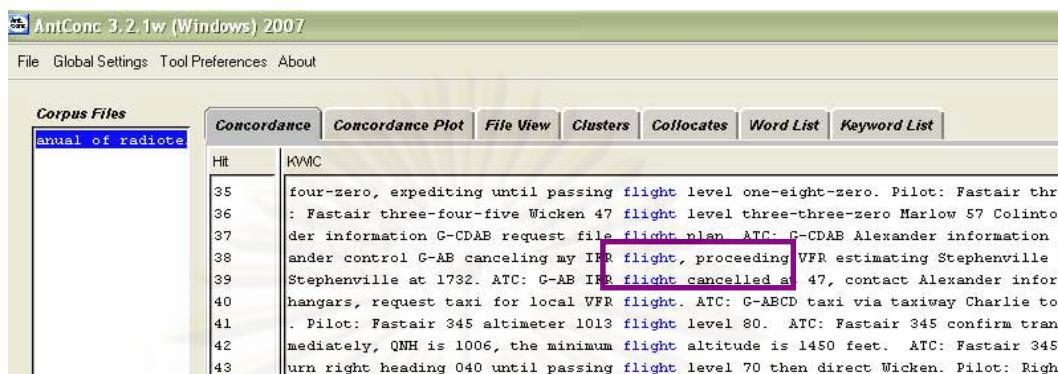 AntConc 3.2.1w (Windows) 2007
File Global Settings Tool Preferences About
Corpus Files
anual of radiote
Concordance Concordance Plot File View Clusters Collocates Word List Keyword List
Hit KWIC
35 four-zero, expediting until passing flight level one-eight-zero. Pilot: Fastair thr
36 : Fastair three-four-five Wicken 47 flight level three-three-zero Marlow 57 Colinto
37 der information G-CDAB request file flight plan. ATC: G-CDAB Alexander information
38 ander control G-AB canceling my IFR flight, proceeding VFR estimating Stephenville
39 Stephenville at 1732. ATC: G-AB IFR flight cancelled at 47, contact Alexander infor
40 hangars, request taxi for local VFR flight. ATC: G-ABCD taxi via taxiway Charlie to
41 . Pilot: Fastair 345 altimeter 1013 flight level 80. ATC: Fastair 345 confirm tran
42 mediately, QNH is 1006, the minimum flight altitude is 1450 feet. ATC: Fastair 345
43 urn right heading 040 until passing flight level 70 then direct Wicken. Pilot: Righ